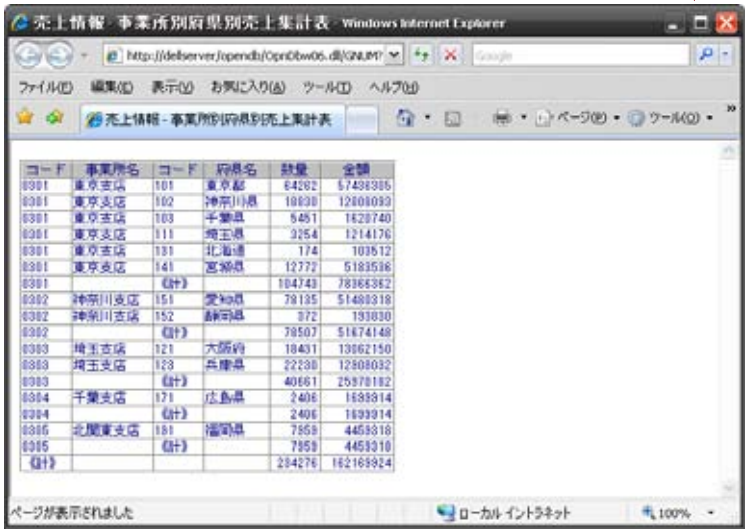 売上情報 - 事業所別府県別売上集計表 - Windows Internet Explorer
http://dellserver/opendb/OpnDbw06.dll/GNUM?
Google
ファイル(F) 編集(E) 表示(V) お気に入り(A) ツール(T) ヘルプ(H)
売上情報 - 事業所別府県別売上集計表 ページ(P) ツール(O) »
コード 事業所名 コード 府県名 数量 金額
0301 東京支店 101 東京都 64262 57436305
0301 東京支店 102 神奈川県 18830 12808093
0301 東京支店 103 千葉県 5451 1620740
0301 東京支店 111 埼玉県 3254 1214176
0301 東京支店 131 北海道 174 103512
0301 東京支店 141 宮城県 12772 5183536
0301 《計》 104743 78366362
0302 神奈川支店 151 愛知県 78135 51480318
0302 神奈川支店 152 静岡県 372 193830
0302 《計》 78507 51674148
0303 埼玉支店 121 大阪府 18431 13062150
0303 埼玉支店 123 兵庫県 22230 12908032
0303 《計》 40661 25970182
0304 千葉支店 171 広島県 2406 1699914
0304 《計》 2406 1699914
0305 北関東支店 191 福岡県 7959 4459318
0305 《計》 7959 4459318
《計》 234276 162169924
ページが表示されました ローカル イントラネット 100%